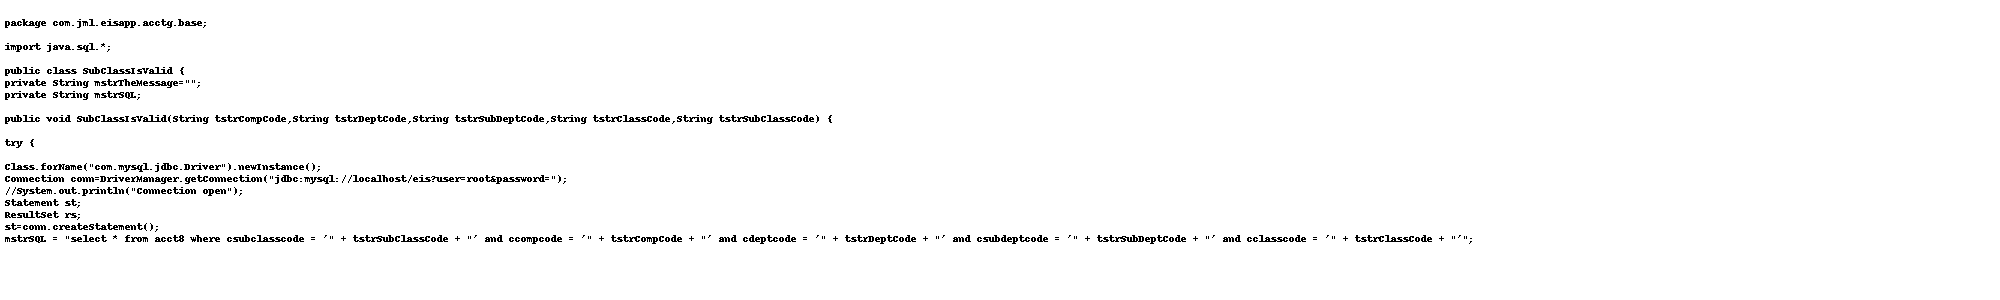 package com.jml.eisapp.acctg.base;
import java.sql.*;
public class SubClassIsValid {
private String mstrTheMessage="";
private String mstrSQL;
public void SubClassIsValid(String tstrCompCode,String tstrDeptCode,String tstrSubDeptCode,String tstrClassCode,String tstrSubClassCode) {
try {
Class.forName("com.mysql.jdbc.Driver").newInstance();
Connection conn=DriverManager.getConnection("jdbc:mysql://localhost/eis?user=root&password=");
//System.out.println("Connection open");
Statement st;
ResultSet rs;
st=conn.createStatement();
mstrSQL = "select * from acct8 where csubclasscode = '" + tstrSubClassCode + "' and ccompcode = '" + tstrCompCode + "' and cdeptcode = '" + tstrDeptCode + "' and csubdeptcode = '" + tstrSubDeptCode + "' and cclasscode = '" + tstrClassCode + "'";